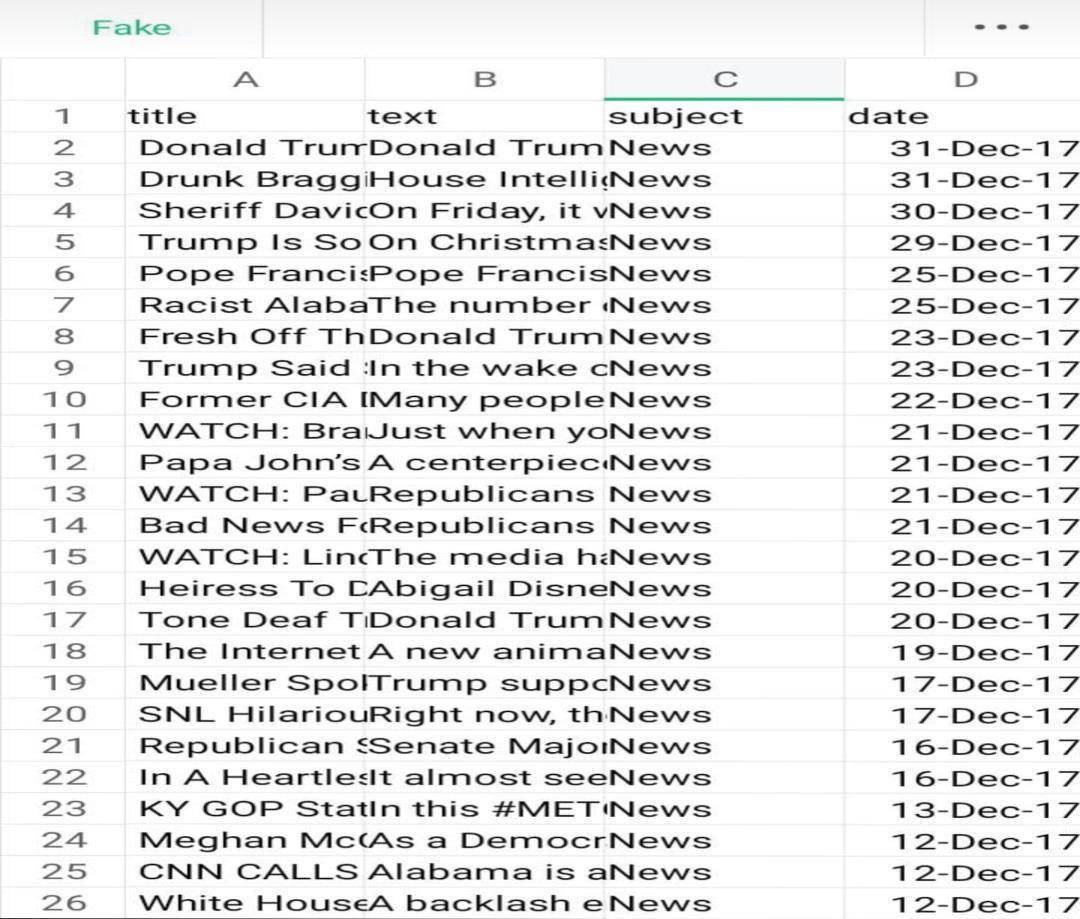 Fake
A B C D
1 title text subject date
2 Donald Trum Donald Trum News 31-Dec-17
3 Drunk Braggi House Intelli News 31-Dec-17
4 Sheriff Davi On Friday, it News 30-Dec-17
5 Trump Is So On Christmas News 29-Dec-17
6 Pope Francis Pope Francis News 25-Dec-17
7 Racist Alaba The number News 25-Dec-17
8 Fresh Off Th Donald Trum News 23-Dec-17
9 Trump Said In the wake News 23-Dec-17
10 Former CIA Many people News 22-Dec-17
11 WATCH: Bra Just when yo News 21-Dec-17
12 Papa John’s A centerpiec News 21-Dec-17
13 WATCH: Pau Republicans News 21-Dec-17
14 Bad News F Republicans News 21-Dec-17
15 WATCH: Lin The media ha News 20-Dec-17
16 Heiress To Abigail Disne News 20-Dec-17
17 Tone Deaf T Donald Trum News 20-Dec-17
18 The Internet A new anima News 19-Dec-17
19 Mueller Spo Trump supp News 17-Dec-17
20 SNL Hilariou Right now, th News 17-Dec-17
21 Republican Senate Major News 16-Dec-17
22 In A Heartles It almost see News 16-Dec-17
23 KY GOP Stat In this #MET News 13-Dec-17
24 Meghan Mc As a Democr News 12-Dec-17
25 CNN CALLS Alabama is a News 12-Dec-17
26 White House A backlash e News 12-Dec-17